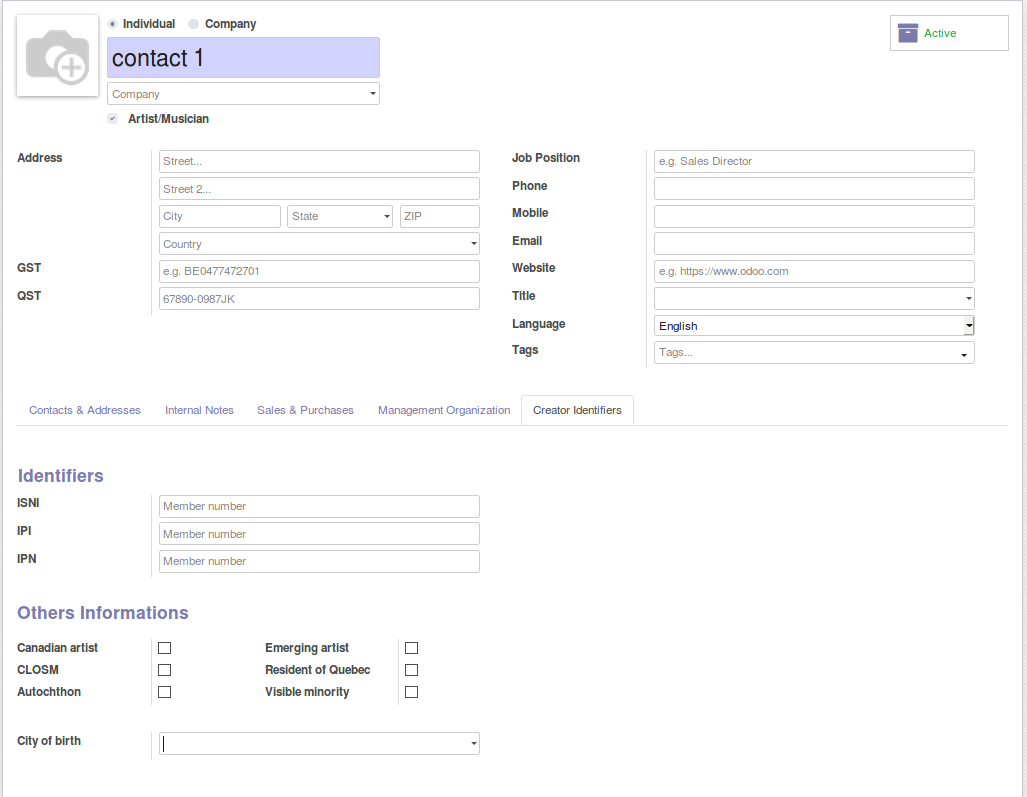 Individual Company
Active
contact 1
Company
Artist/Musician
Address
Street...
Street 2...
City State ZIP
Country
GST e.g. BE0477472701
QST 67890-0987JK
Job Position e.g. Sales Director
Phone
Mobile
Email
Website e.g. https://www.odoo.com
Title
Language English
Tags Tags...
Contacts & Addresses Internal Notes Sales & Purchases Management Organization Creator Identifiers
Identifiers
ISNI Member number
IPI Member number
IPN Member number
Others Informations
Canadian artist Emerging artist
CLOSM Resident of Quebec
Autochthon Visible minority
City of birth